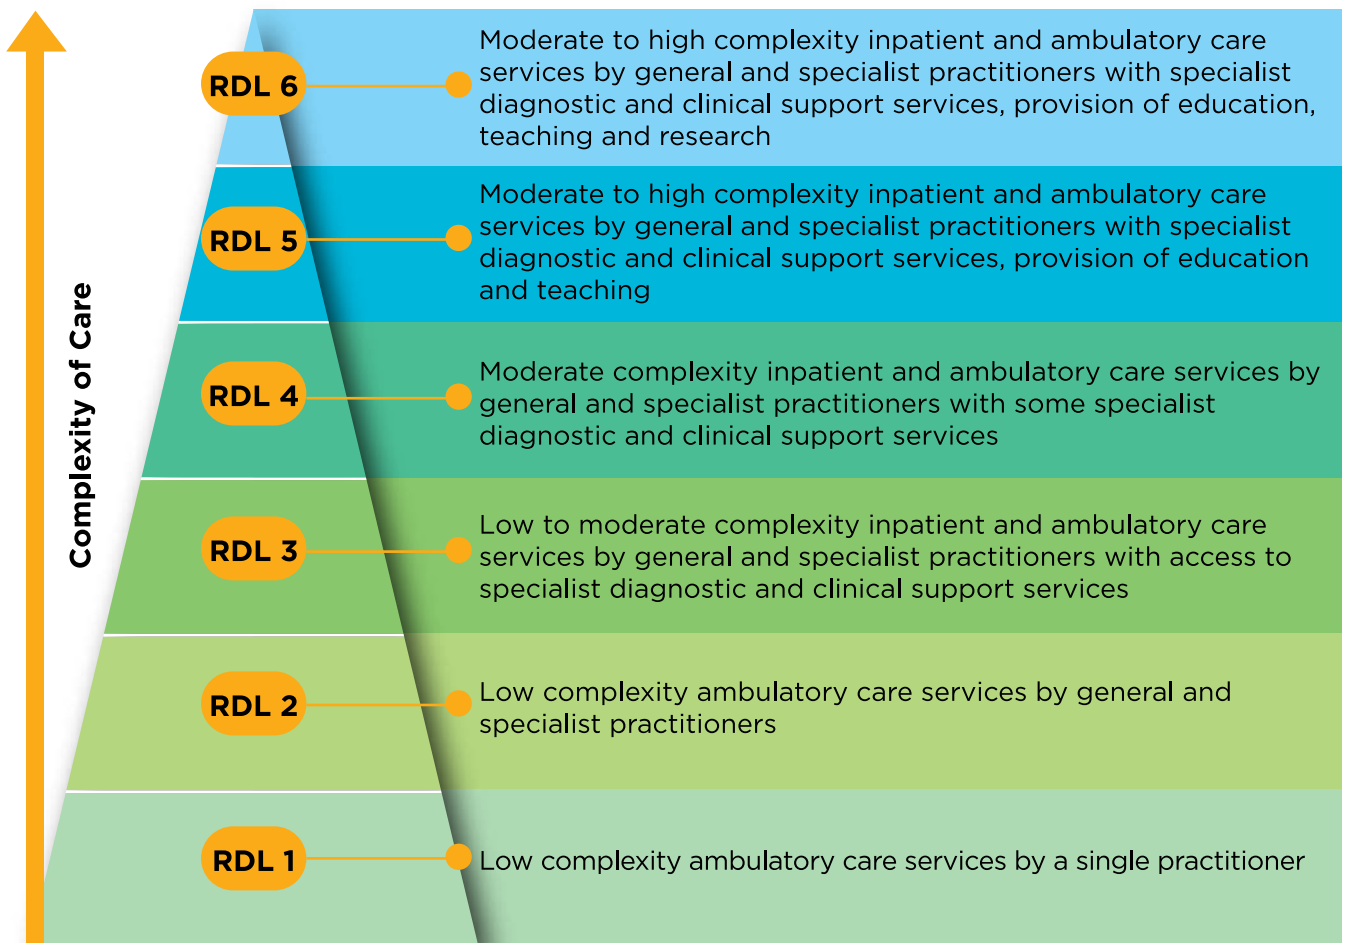 Complexity of Care
RDL 6
Moderate to high complexity inpatient and ambulatory care
services by general and specialist practitioners with specialist
diagnostic and clinical support services, provision of education,
teaching and research
RDL 5
Moderate to high complexity inpatient and ambulatory care
services by general and specialist practitioners with specialist
diagnostic and clinical support services, provision of education
and teaching
RDL 4
Moderate complexity inpatient and ambulatory care services by
general and specialist practitioners with some specialist
diagnostic and clinical support services
RDL 3
Low to moderate complexity inpatient and ambulatory care
services by general and specialist practitioners with access to
specialist diagnostic and clinical support services
RDL 2
Low complexity ambulatory care services by general and
specialist practitioners
RDL 1
Low complexity ambulatory care services by a single practitioner